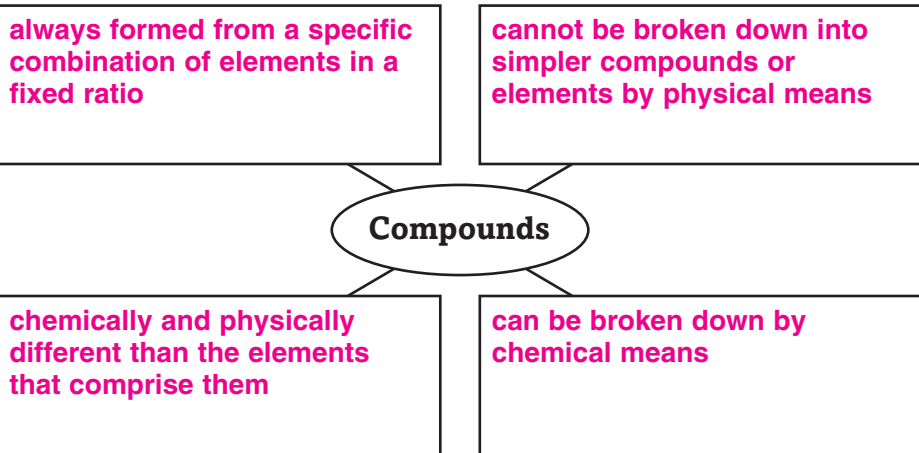 always formed from a specific
combination of elements in a
fixed ratio
cannot be broken down into
simpler compounds or
elements by physical means
Compounds
chemically and physically
different than the elements
that comprise them
can be broken down by
chemical means